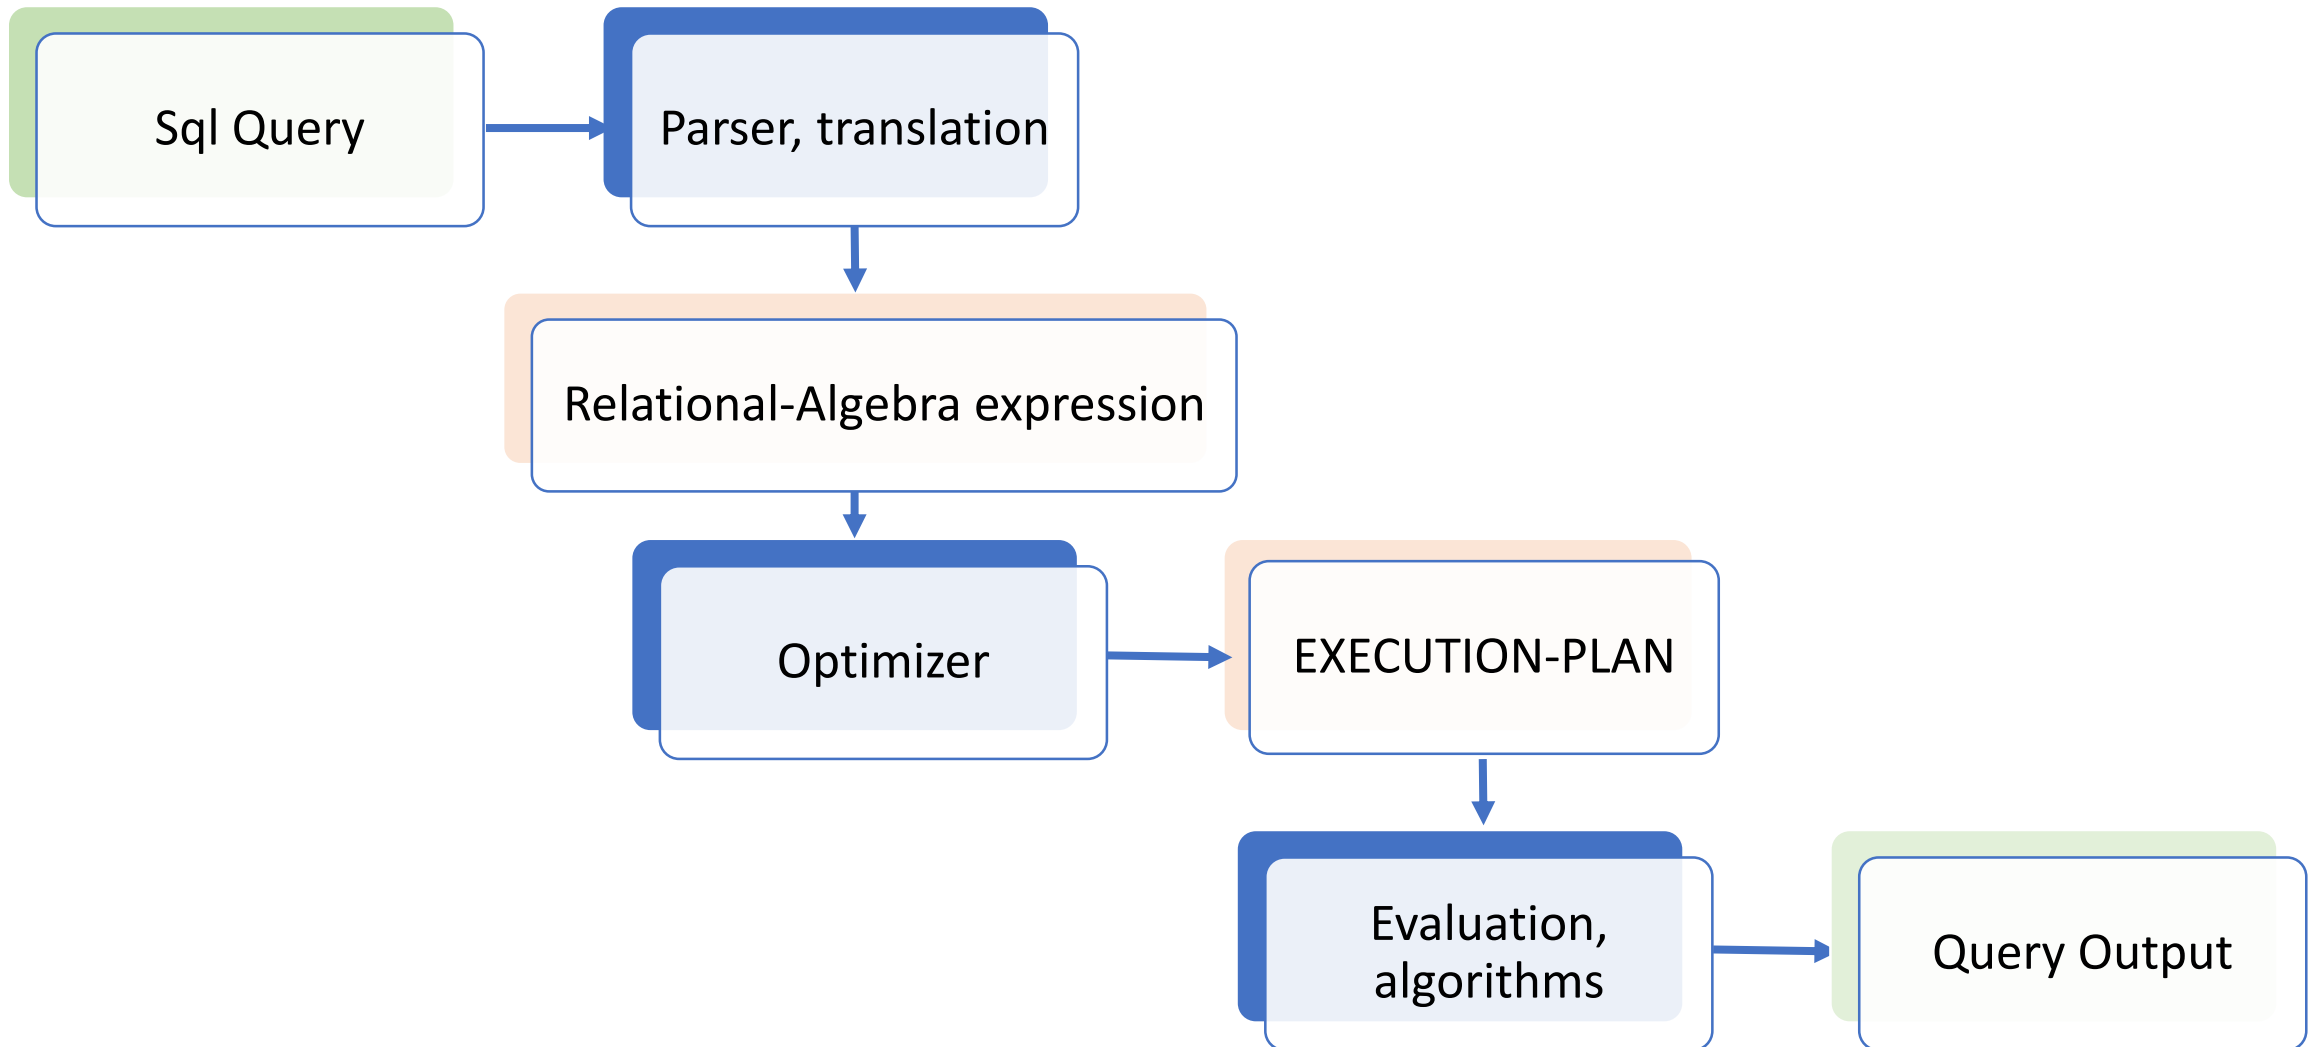 Sql Query
Parser, translation
Relational-Algebra expression
Optimizer
EXECUTION-PLAN
Evaluation,
algorithms
Query Output